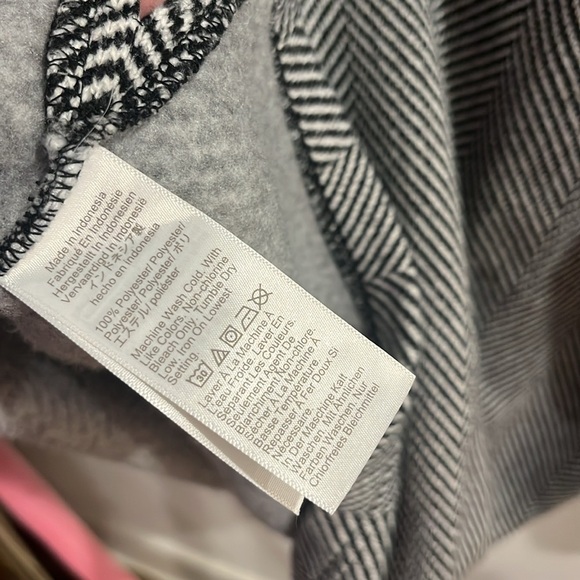 Made In Indonesia
Fabriqué En Indonésie
Hergestellt In Indonesien
Vervaardigd In Indonesië
インドネシア製
hecho en Indonesia
100% Polyester/ Polyester/
Polyester/ Polyester/ ポリ
エステル/ poliéster
Machine Wash Cold, With
Like Colors, Non-chlorine
Bleach Only, Tumble Dry
Low, Iron On Lowest
Setting
30
Laver À La Machine À
L'eau Froide. Laver En
Séparant Les Couleurs.
Seulement Agent De
Blanchiment Non-chlore.
Sécher À La Machine À
Basse Température.
Repasser À Fer Doux Si
Nécessaire.
In Der Maschine Kalt
Waschen, Mit Ähnlichen
Farben Waschen, Nur
Chlorfreies Bleichmittel